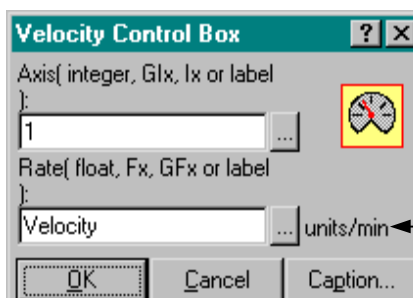 Velocity Control Box ? ×
Axis( integer, GIx, Ix or label
):
1 ...
Rate( float, Fx, GFx or label
):
Velocity ... units/min
OK Cancel Caption...